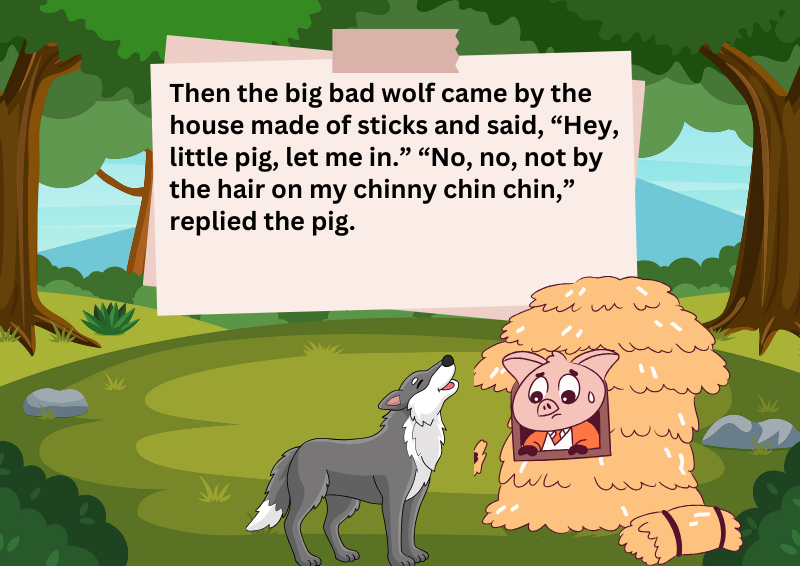 Then the big bad wolf came by the
house made of sticks and said, “Hey,
little pig, let me in.” “No, no, not by
the hair on my chinny chin chin,”
replied the pig.